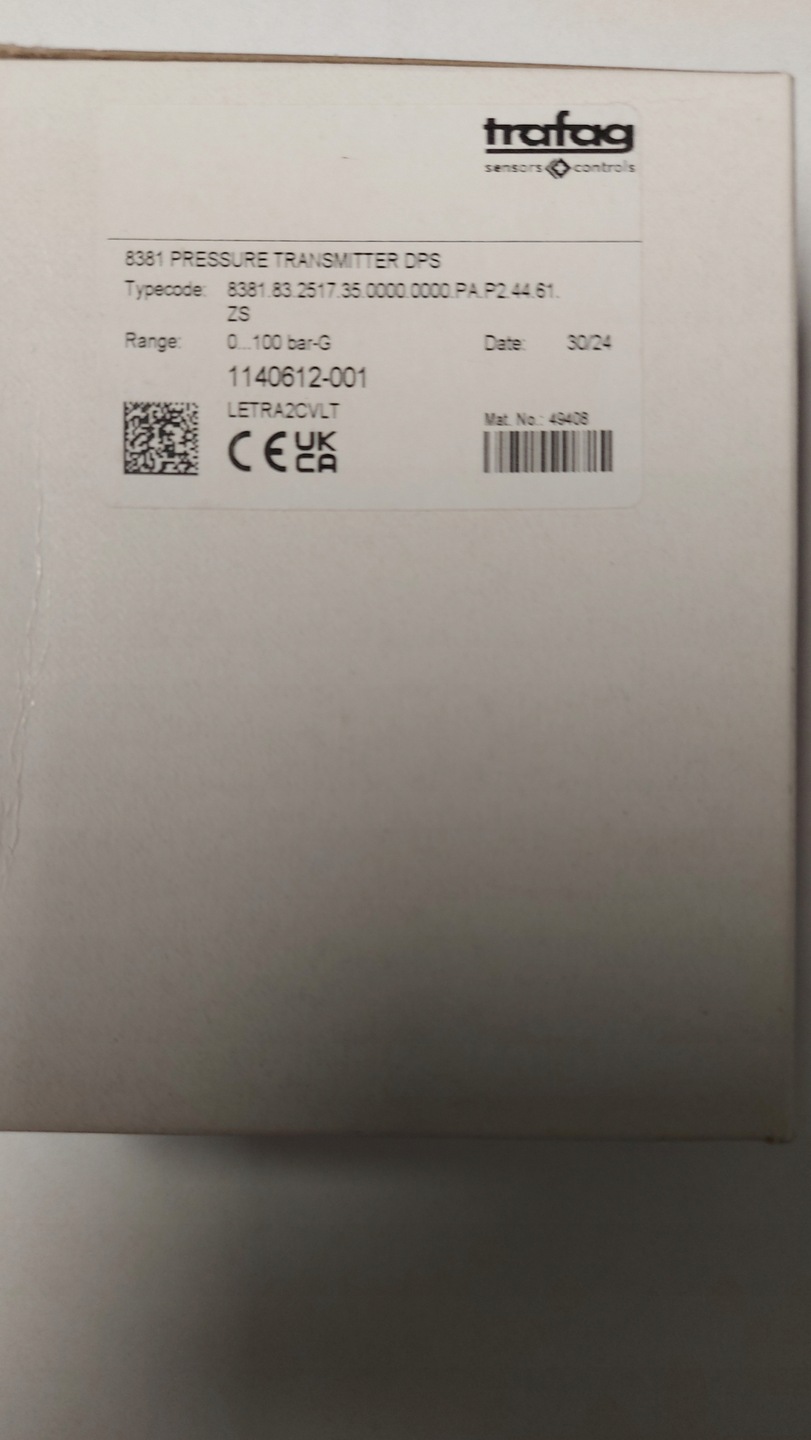 trafag
sensors controls
8381 PRESSURE TRANSMITTER DPS
Typecode: 8381.83.2517.35.0000.0000.PA.P2.44.61.
ZS
Range: 0...100 bar-G Date: 30/24
1140612-001
LETRA2CVLT Mat. No.: 49408
CE UK
CA